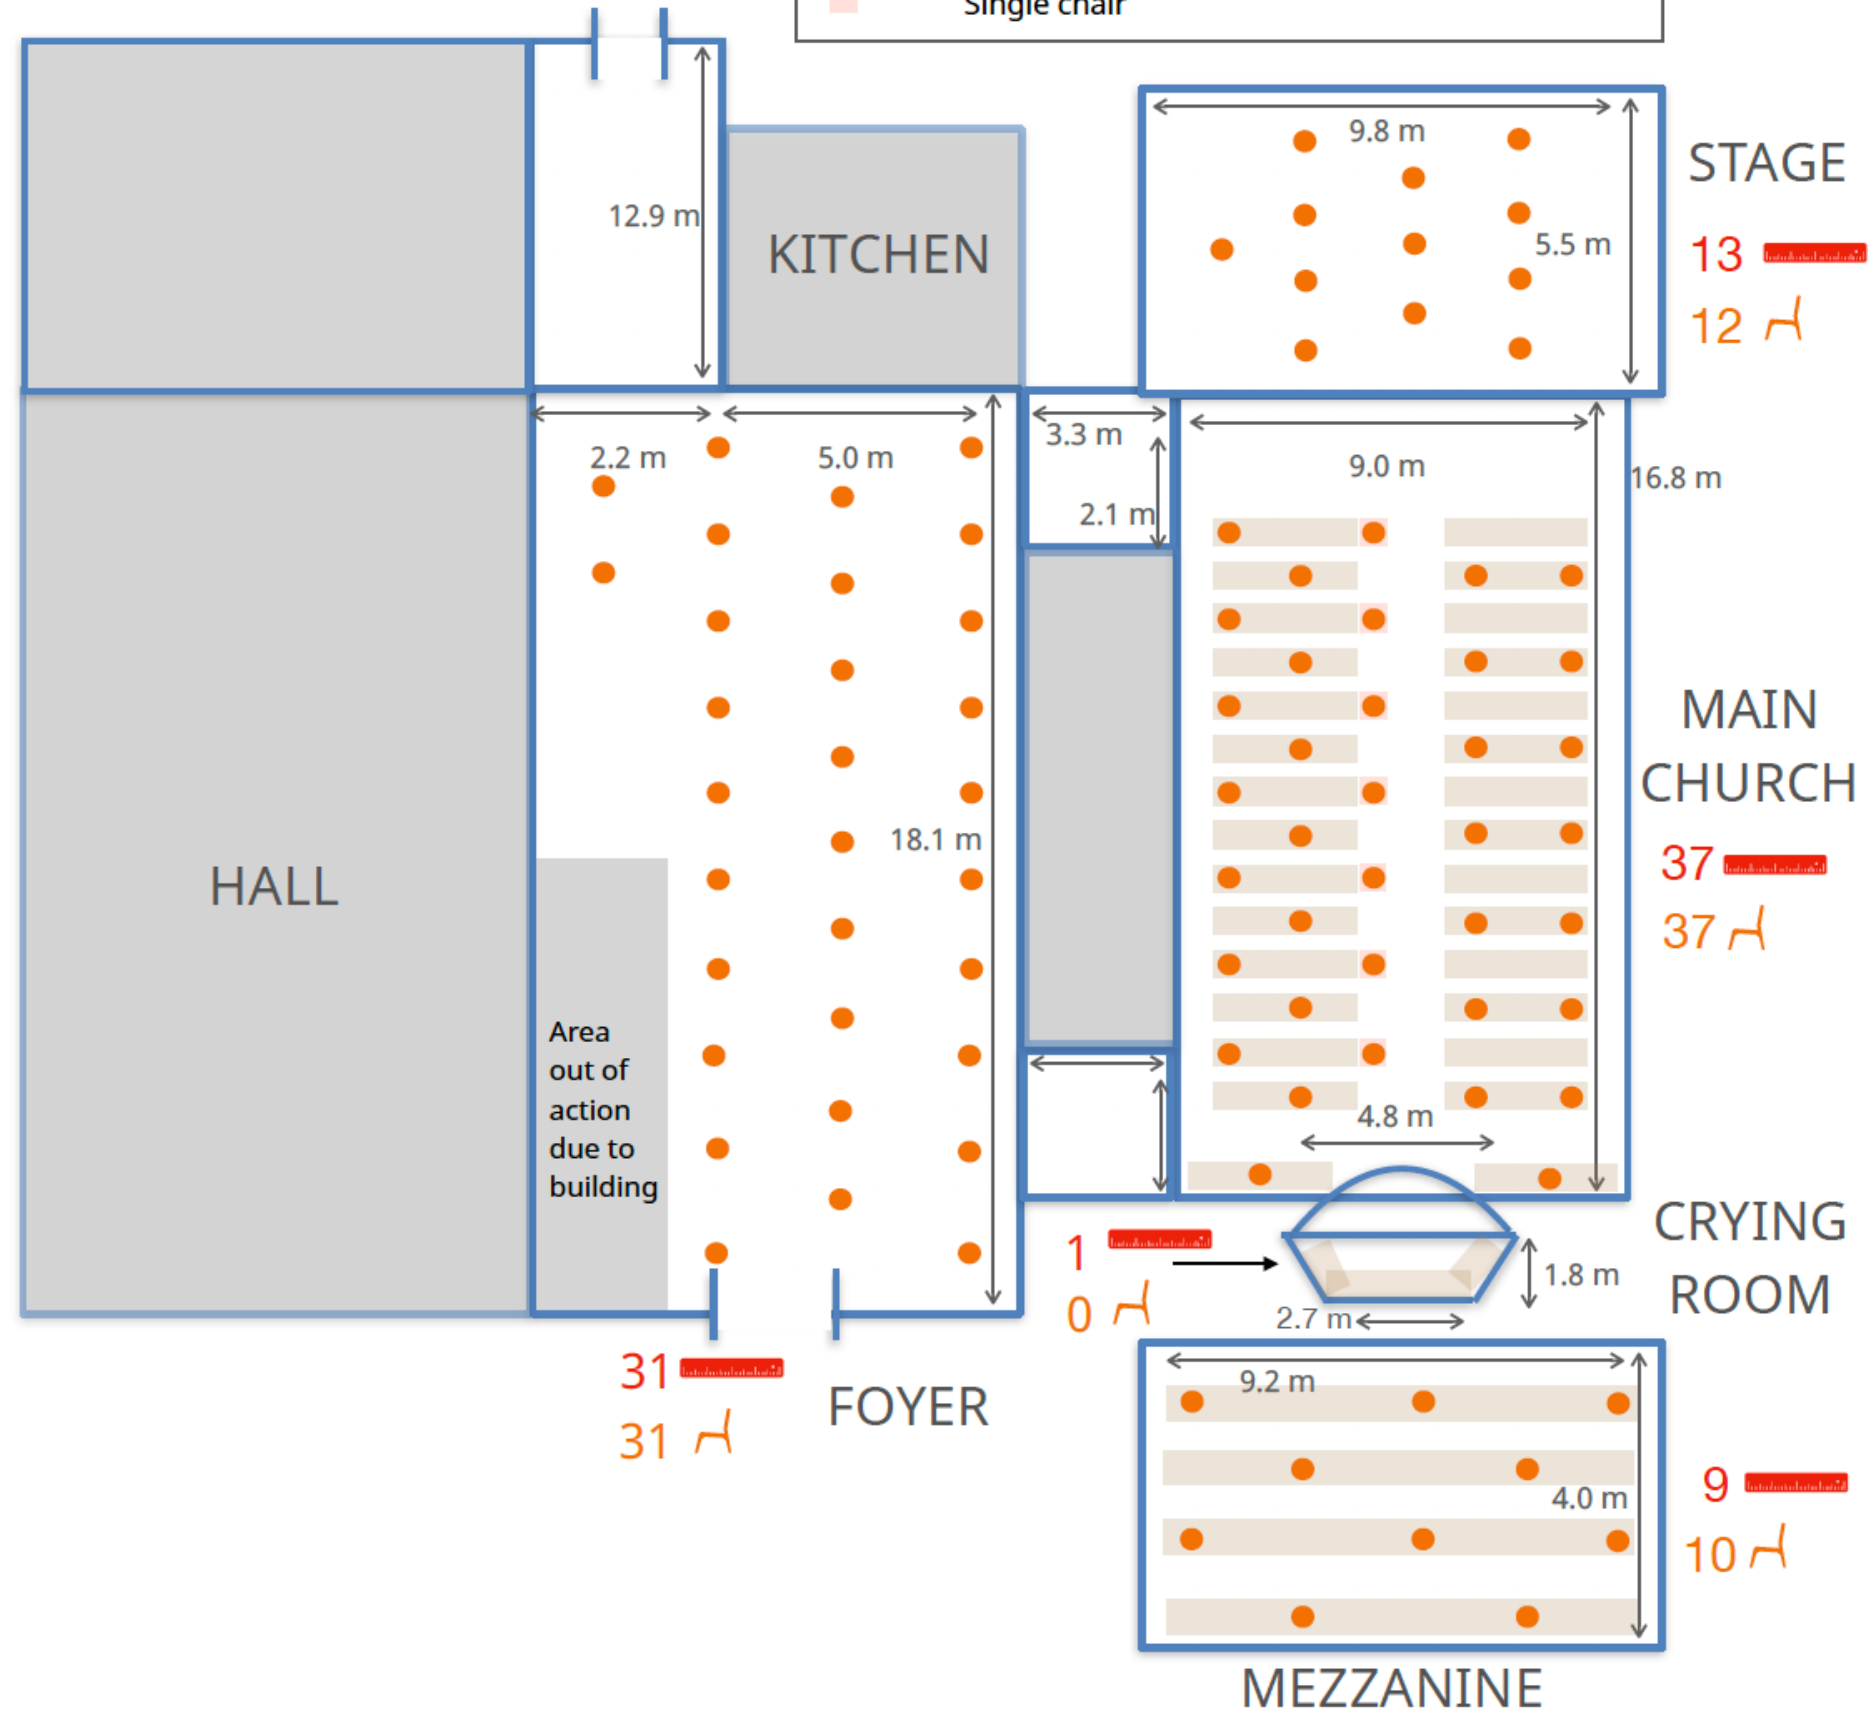 Single chair
9.8 m
STAGE
12.9 m
KITCHEN
5.5 m
13
12
2.2 m
5.0 m
3.3 m
9.0 m
16.8 m
2.1 m
MAIN
CHURCH
18.1 m
37
37
HALL
Area
out of
action
due to
building
4.8 m
CRYING
ROOM
1
0
1.8 m
2.7 m
31
31
FOYER
9.2 m
4.0 m
9
10
MEZZANINE